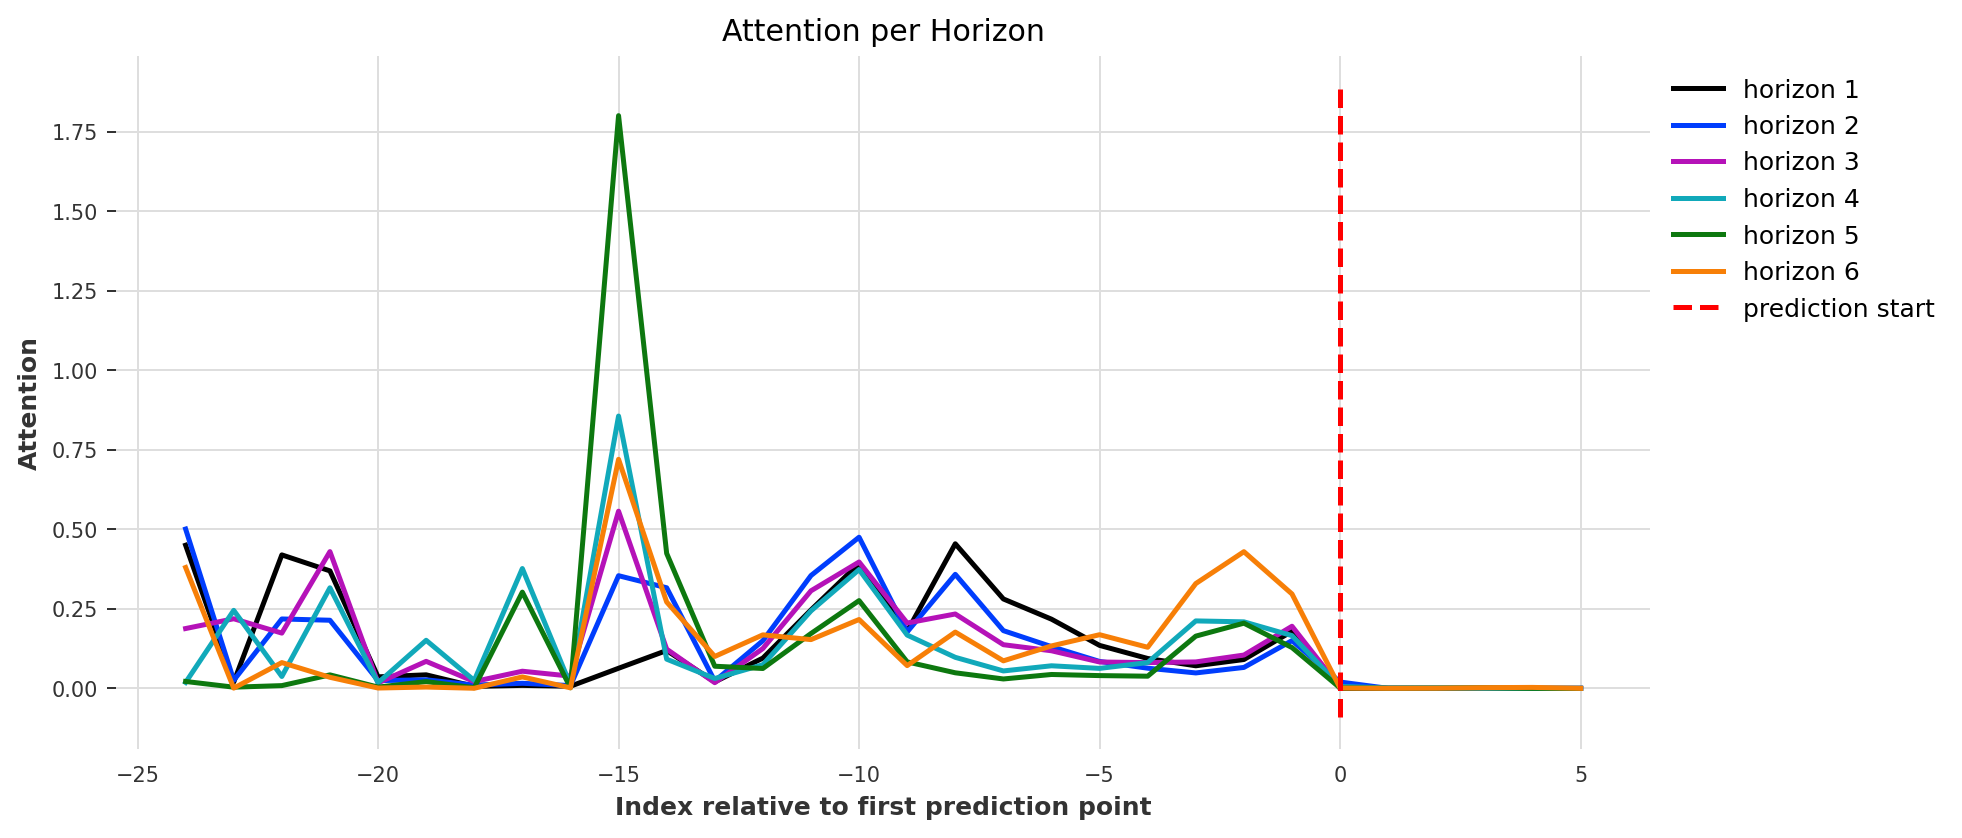 Attention per Horizon
horizon 1
horizon 2
horizon 3
horizon 4
horizon 5
horizon 6
prediction start
1.75
1.50
1.25
1.00
0.75
0.50
0.25
0.00
Attention
−25
−20
−15
−10
−5
0
5
Index relative to first prediction point